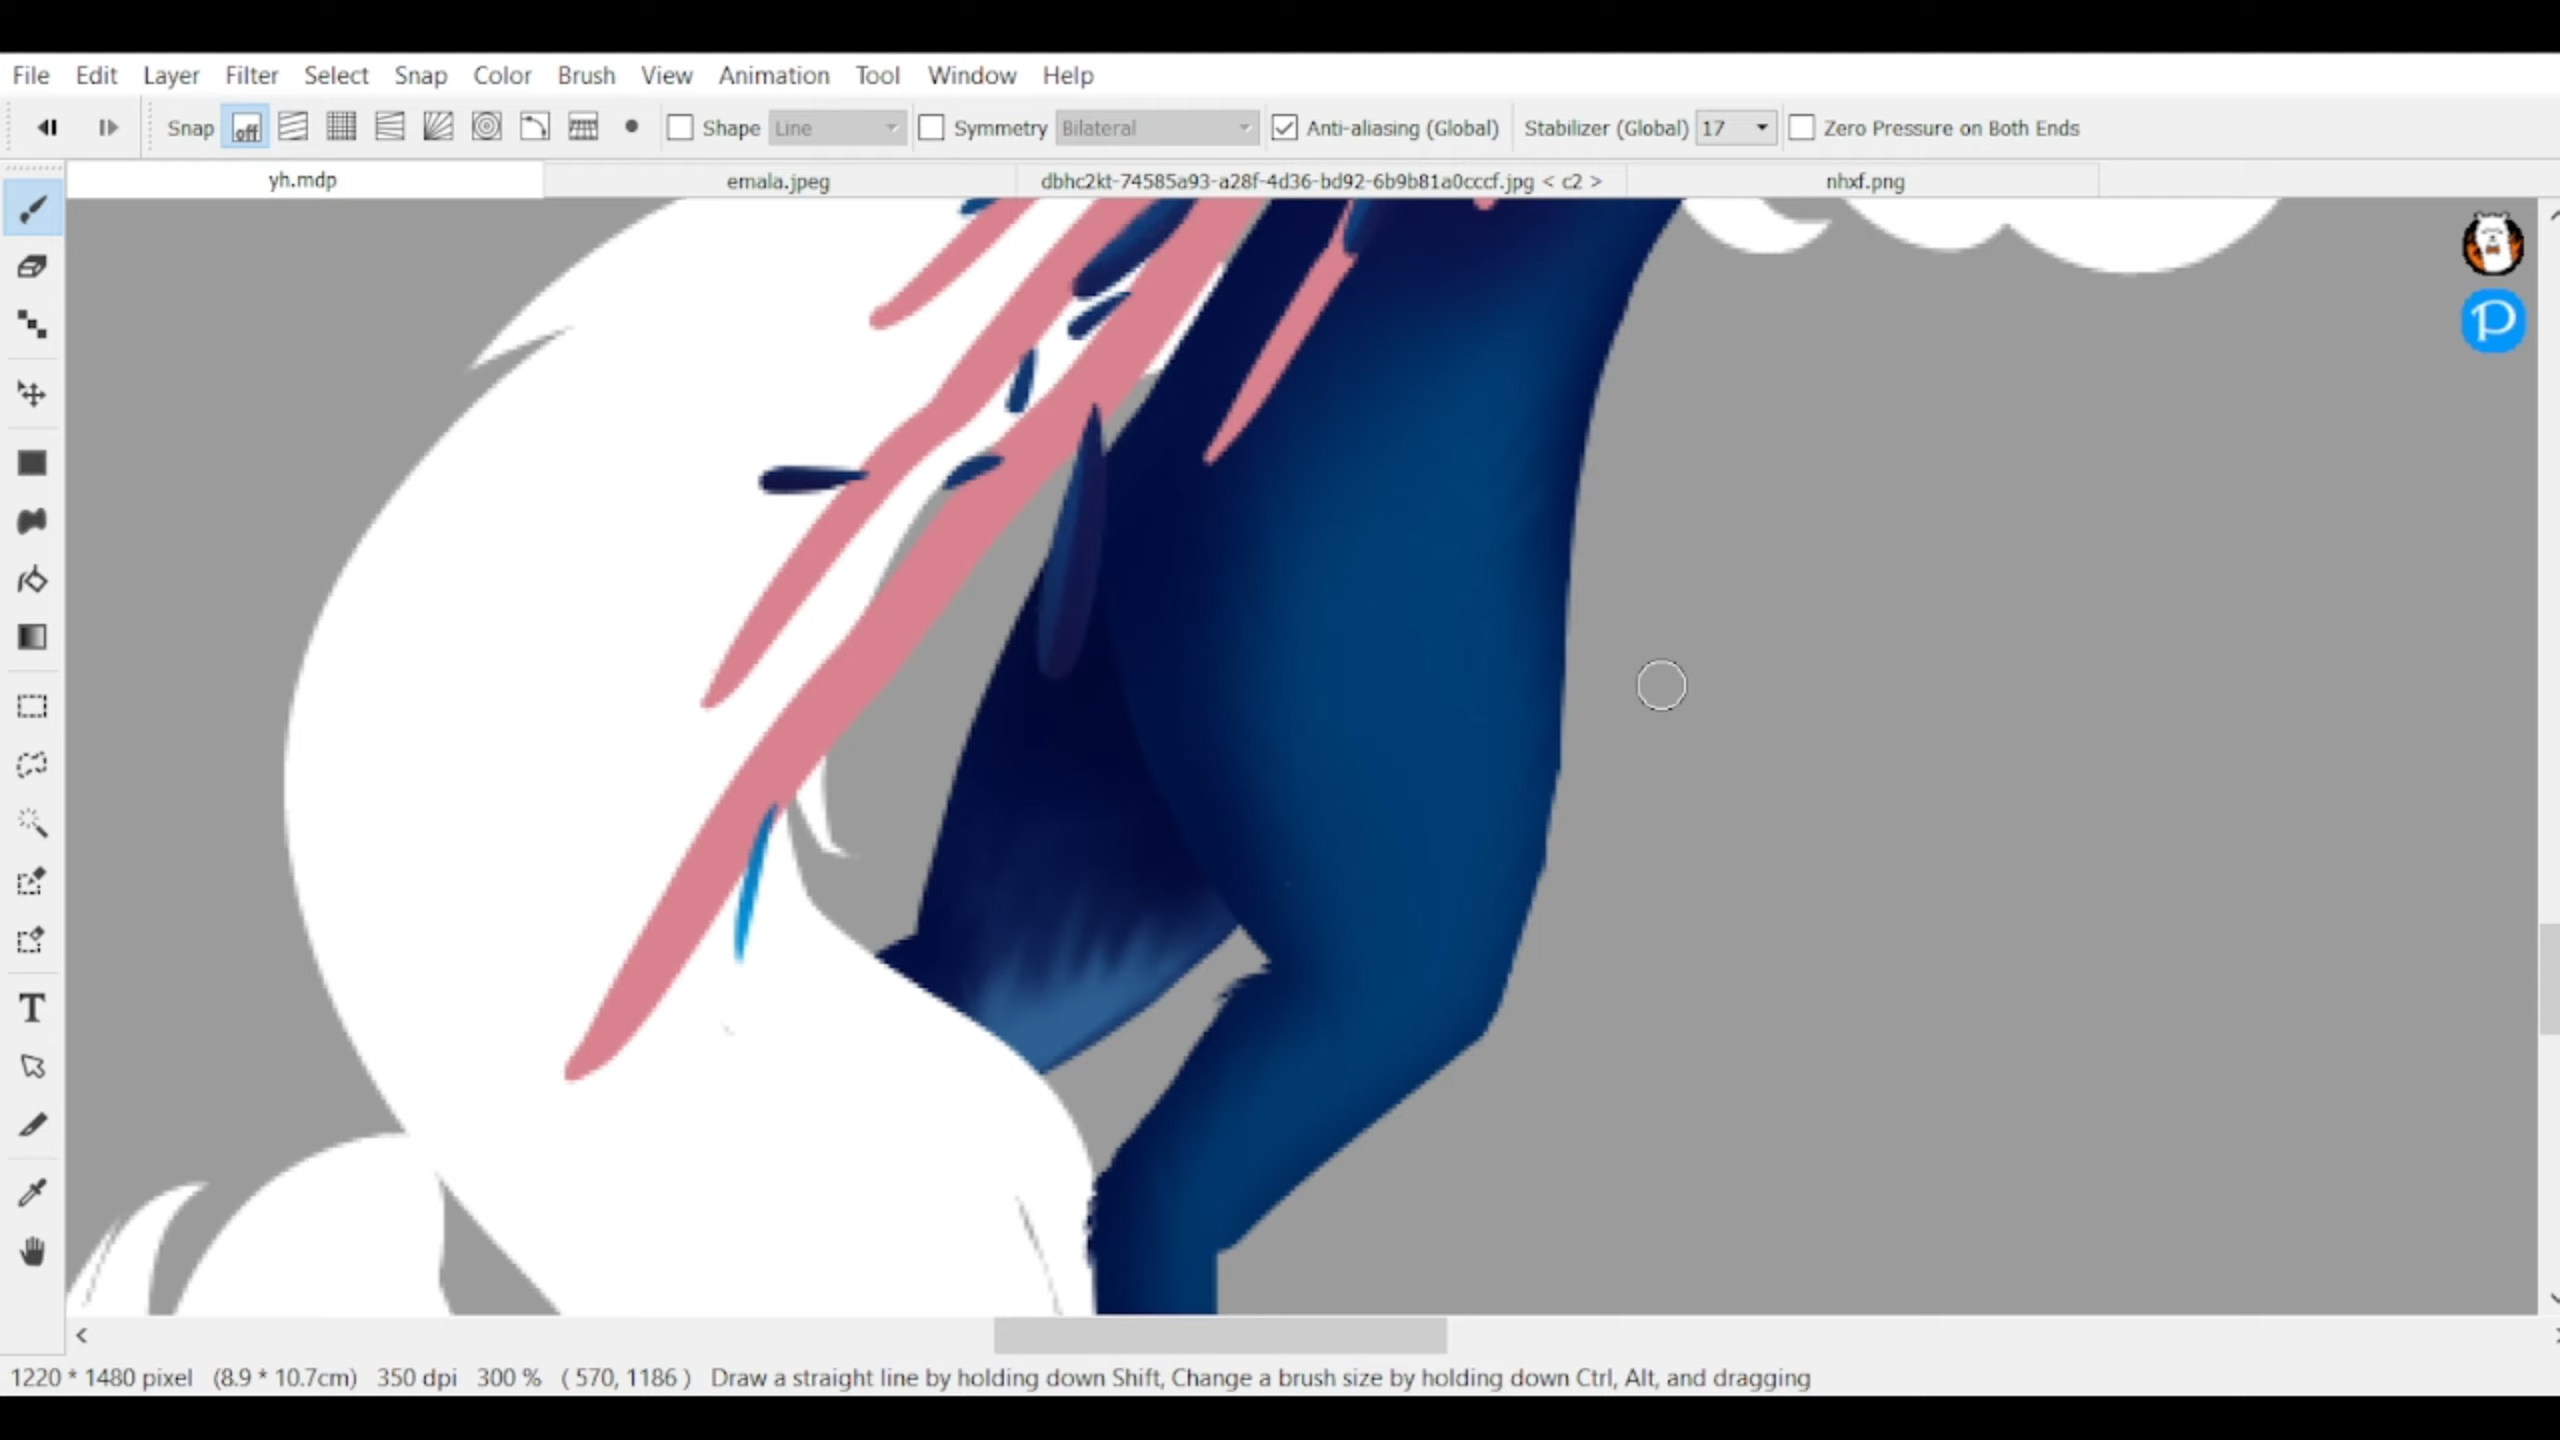 File Edit Layer Filter Select Snap Color Brush View Animation Tool Window Help
Snap off Shape Line Symmetry Bilateral Anti-aliasing (Global) Stabilizer (Global) 17 Zero Pressure on Both Ends
yh.mdp emala.jpeg dbhc2kt-74585a93-a28f-4d36-bd92-6b9b81a0cccf.jpg < c2 > nhxf.png
P
T
1220 * 1480 pixel (8.9 * 10.7cm) 350 dpi 300 % ( 570, 1186 ) Draw a straight line by holding down Shift, Change a brush size by holding down Ctrl, Alt, and dragging